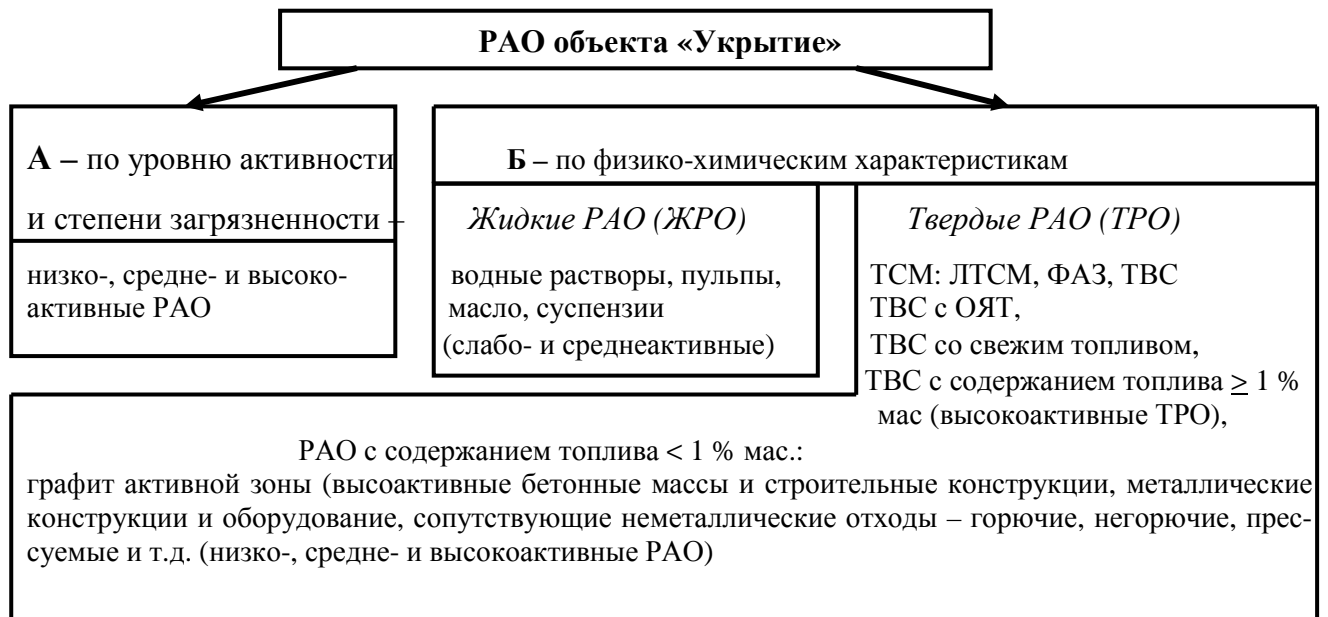 РАО объекта «Укрытие»
А – по уровню активности
и степени загрязненности –
низко-, средне- и высоко-
активные РАО
Б – по физико-химическим характеристикам
Жидкие РАО (ЖРО)
водные растворы, пульпы,
масло, суспензии
(слабо- и среднеактивные)
Твердые РАО (ТРО)
ТСМ: ЛТСМ, ФАЗ, ТВС
ТВС с ОЯТ,
ТВС со свежим топливом,
ТВС с содержанием топлива ≥ 1 %
мас (высокоактивные ТРО),
РАО с содержанием топлива < 1 % мас.:
графит активной зоны (высоактивные бетонные массы и строительные конструкции, металлические
конструкции и оборудование, сопутствующие неметаллические отходы – горючие, негорючие, прес-
суемые и т.д. (низко-, средне- и высокоактивные РАО)